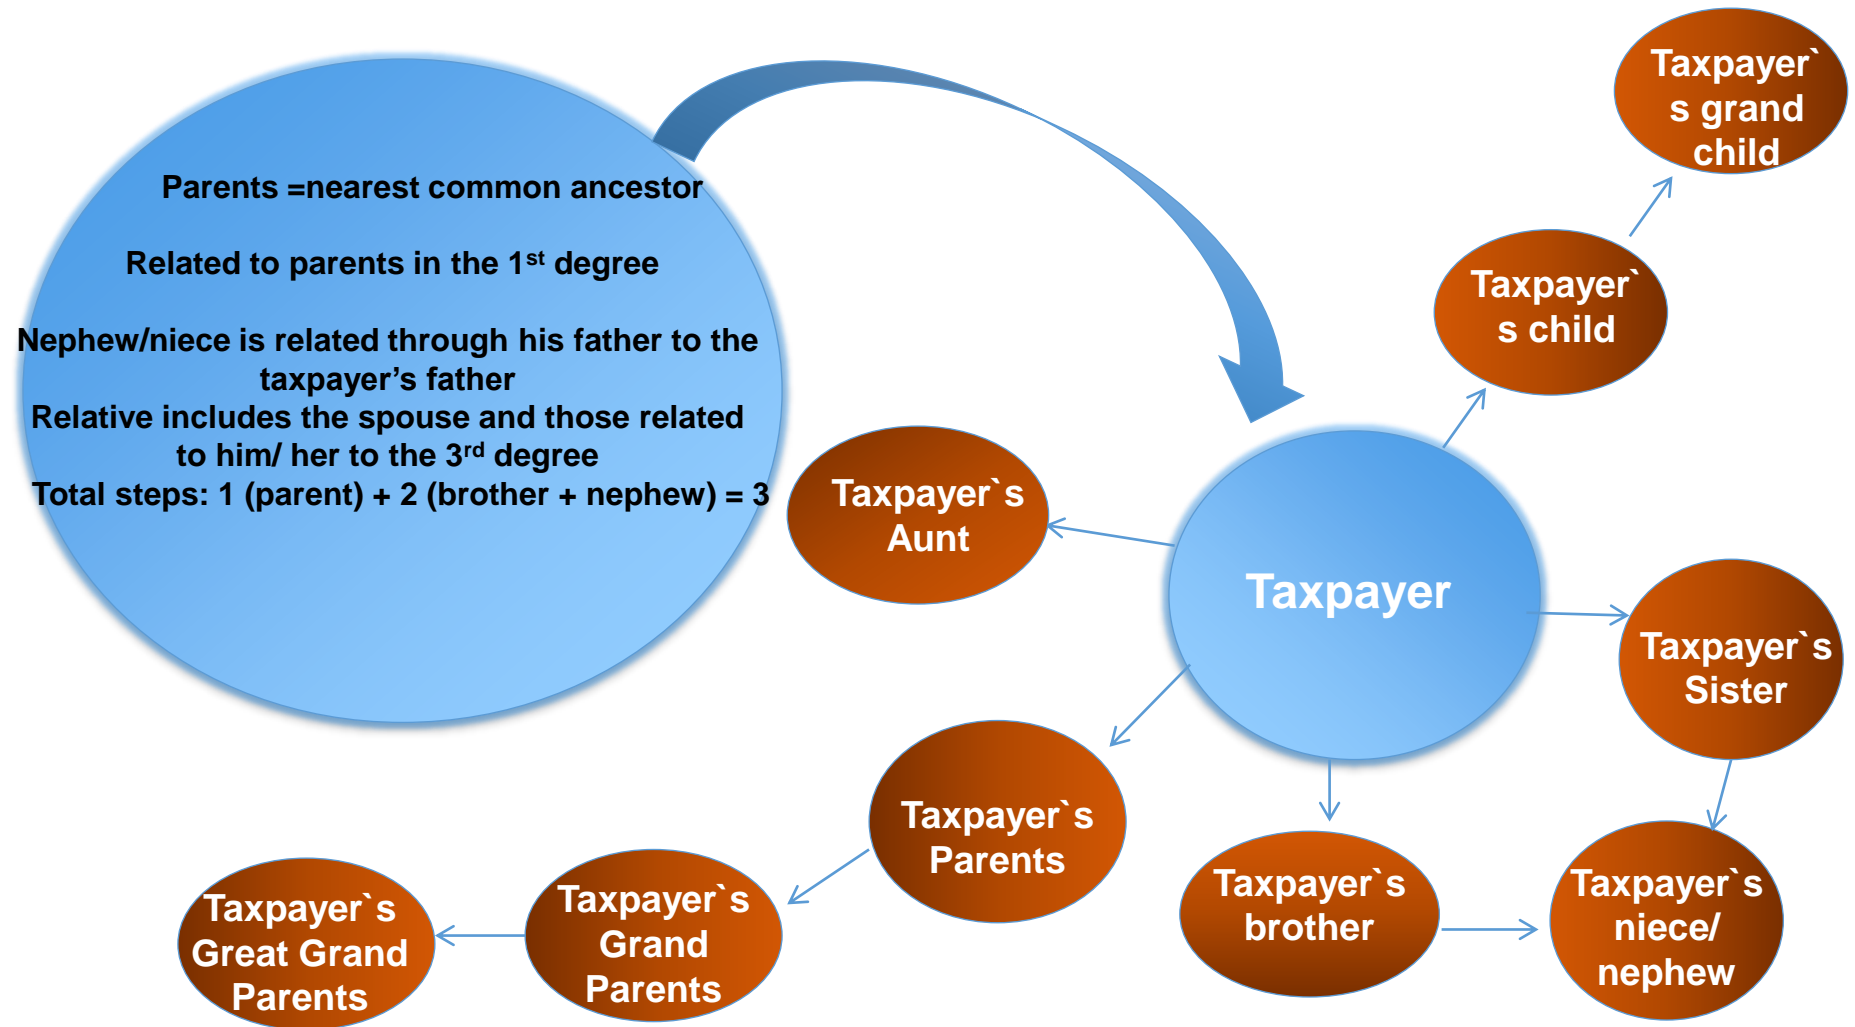 Parents =nearest common ancestor
Related to parents in the 1st degree
Nephew/niece is related through his father to the
taxpayer’s father
Relative includes the spouse and those related
to him/ her to the 3rd degree
Total steps: 1 (parent) + 2 (brother + nephew) = 3
Taxpayer`
s grand
child
Taxpayer`
s child
Taxpayer`s
Aunt
Taxpayer
Taxpayer`s
Sister
Taxpayer`s
Parents
Taxpayer`s
brother
Taxpayer`s
niece/
nephew
Taxpayer`s
Grand
Parents
Taxpayer`s
Great Grand
Parents